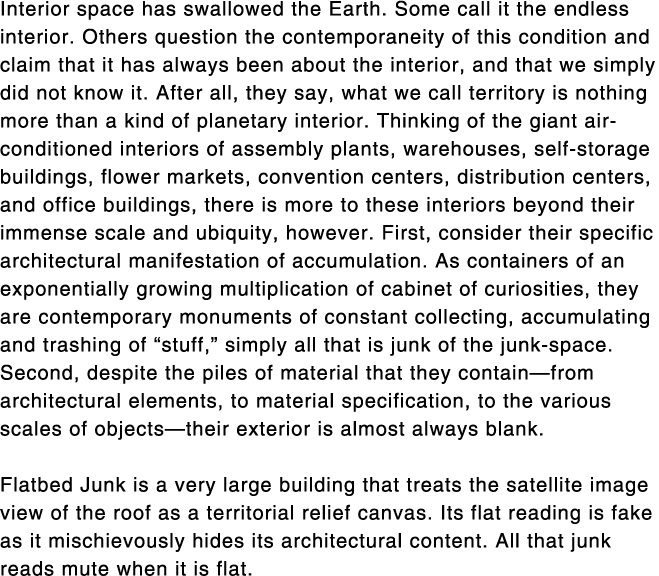 Interior space has swallowed the Earth. Some call it the endless
interior. Others question the contemporaneity of this condition and
claim that it has always been about the interior, and that we simply
did not know it. After all, they say, what we call territory is nothing
more than a kind of planetary interior. Thinking of the giant air-
conditioned interiors of assembly plants, warehouses, self-storage
buildings, flower markets, convention centers, distribution centers,
and office buildings, there is more to these interiors beyond their
immense scale and ubiquity, however. First, consider their specific
architectural manifestation of accumulation. As containers of an
exponentially growing multiplication of cabinet of curiosities, they
are contemporary monuments of constant collecting, accumulating
and trashing of “stuff,” simply all that is junk of the junk-space.
Second, despite the piles of material that they contain—from
architectural elements, to material specification, to the various
scales of objects—their exterior is almost always blank.

Flatbed Junk is a very large building that treats the satellite image
view of the roof as a territorial relief canvas. Its flat reading is fake
as it mischievously hides its architectural content. All that junk
reads mute when it is flat.